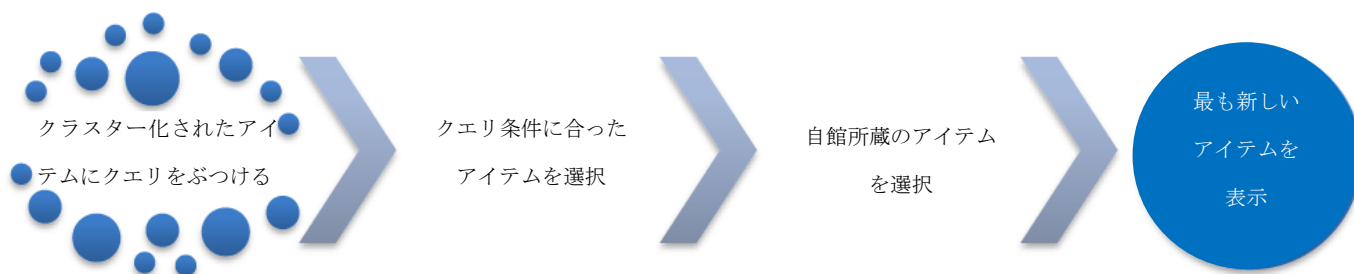 クラスター化されたアイ
テムにクエリをぶつける
クエリ条件に合った
アイテムを選択
自館所蔵のアイテム
を選択
最も新しい
アイテムを
表示